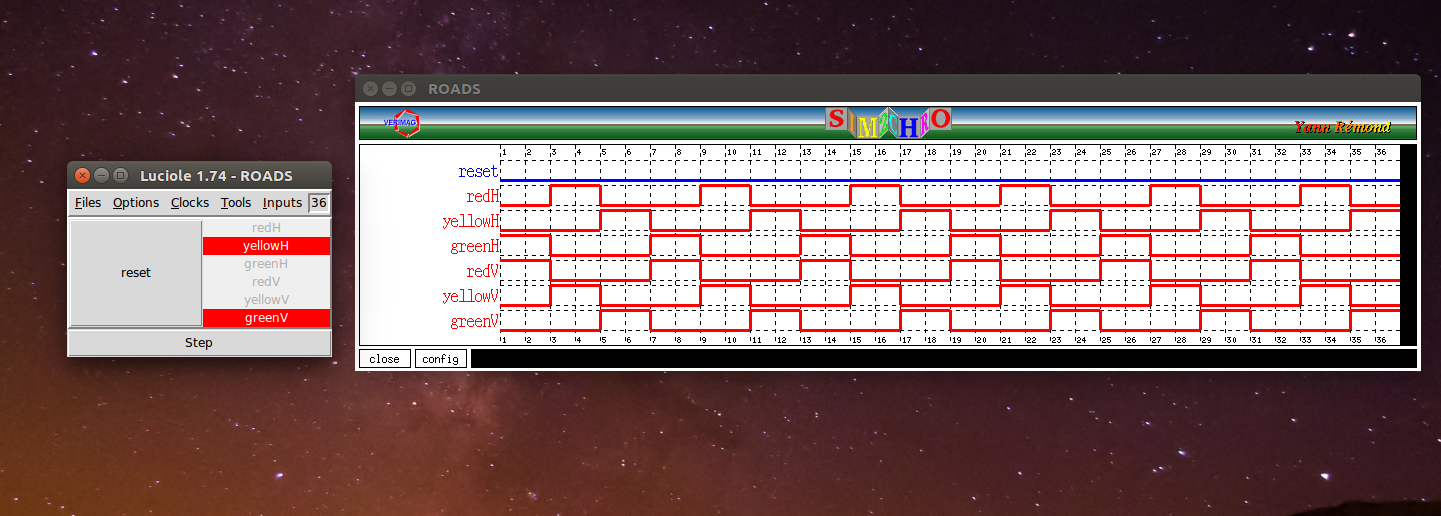 ROADS
VERIMAG
SIMECHRO
Yann Rémond
1 2 3 4 5 6 7 8 9 10 11 12 13 14 15 16 17 18 19 20 21 22 23 24 25 26 27 28 29 30 31 32 33 34 35 36
reset
redH
yellowH
greenH
redV
yellowV
greenV
1 2 3 4 5 6 7 8 9 10 11 12 13 14 15 16 17 18 19 20 21 22 23 24 25 26 27 28 29 30 31 32 33 34 35 36
close config
Luciole 1.74 - ROADS
Files Options Clocks Tools Inputs 36
reset
redH
yellowH
greenH
redV
yellowV
greenV
Step